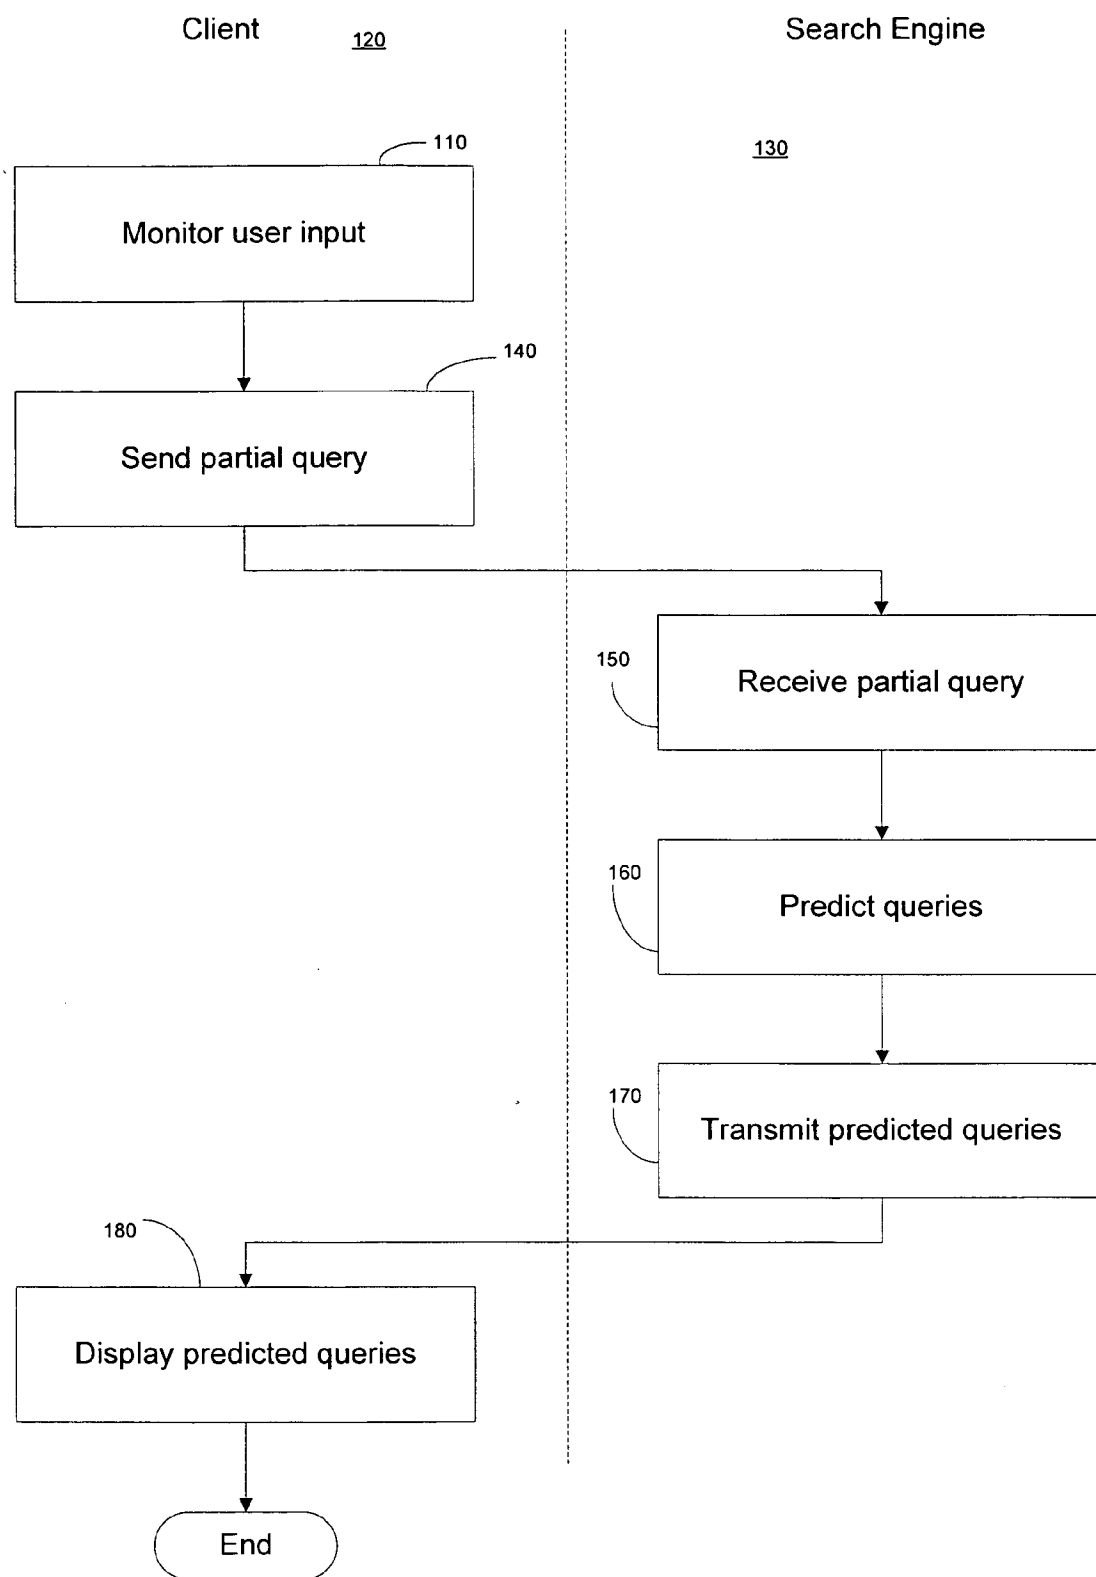 Client
120
Search Engine
130
110
Monitor user input
140
Send partial query
150
Receive partial query
160
Predict queries
170
Transmit predicted queries
180
Display predicted queries
End